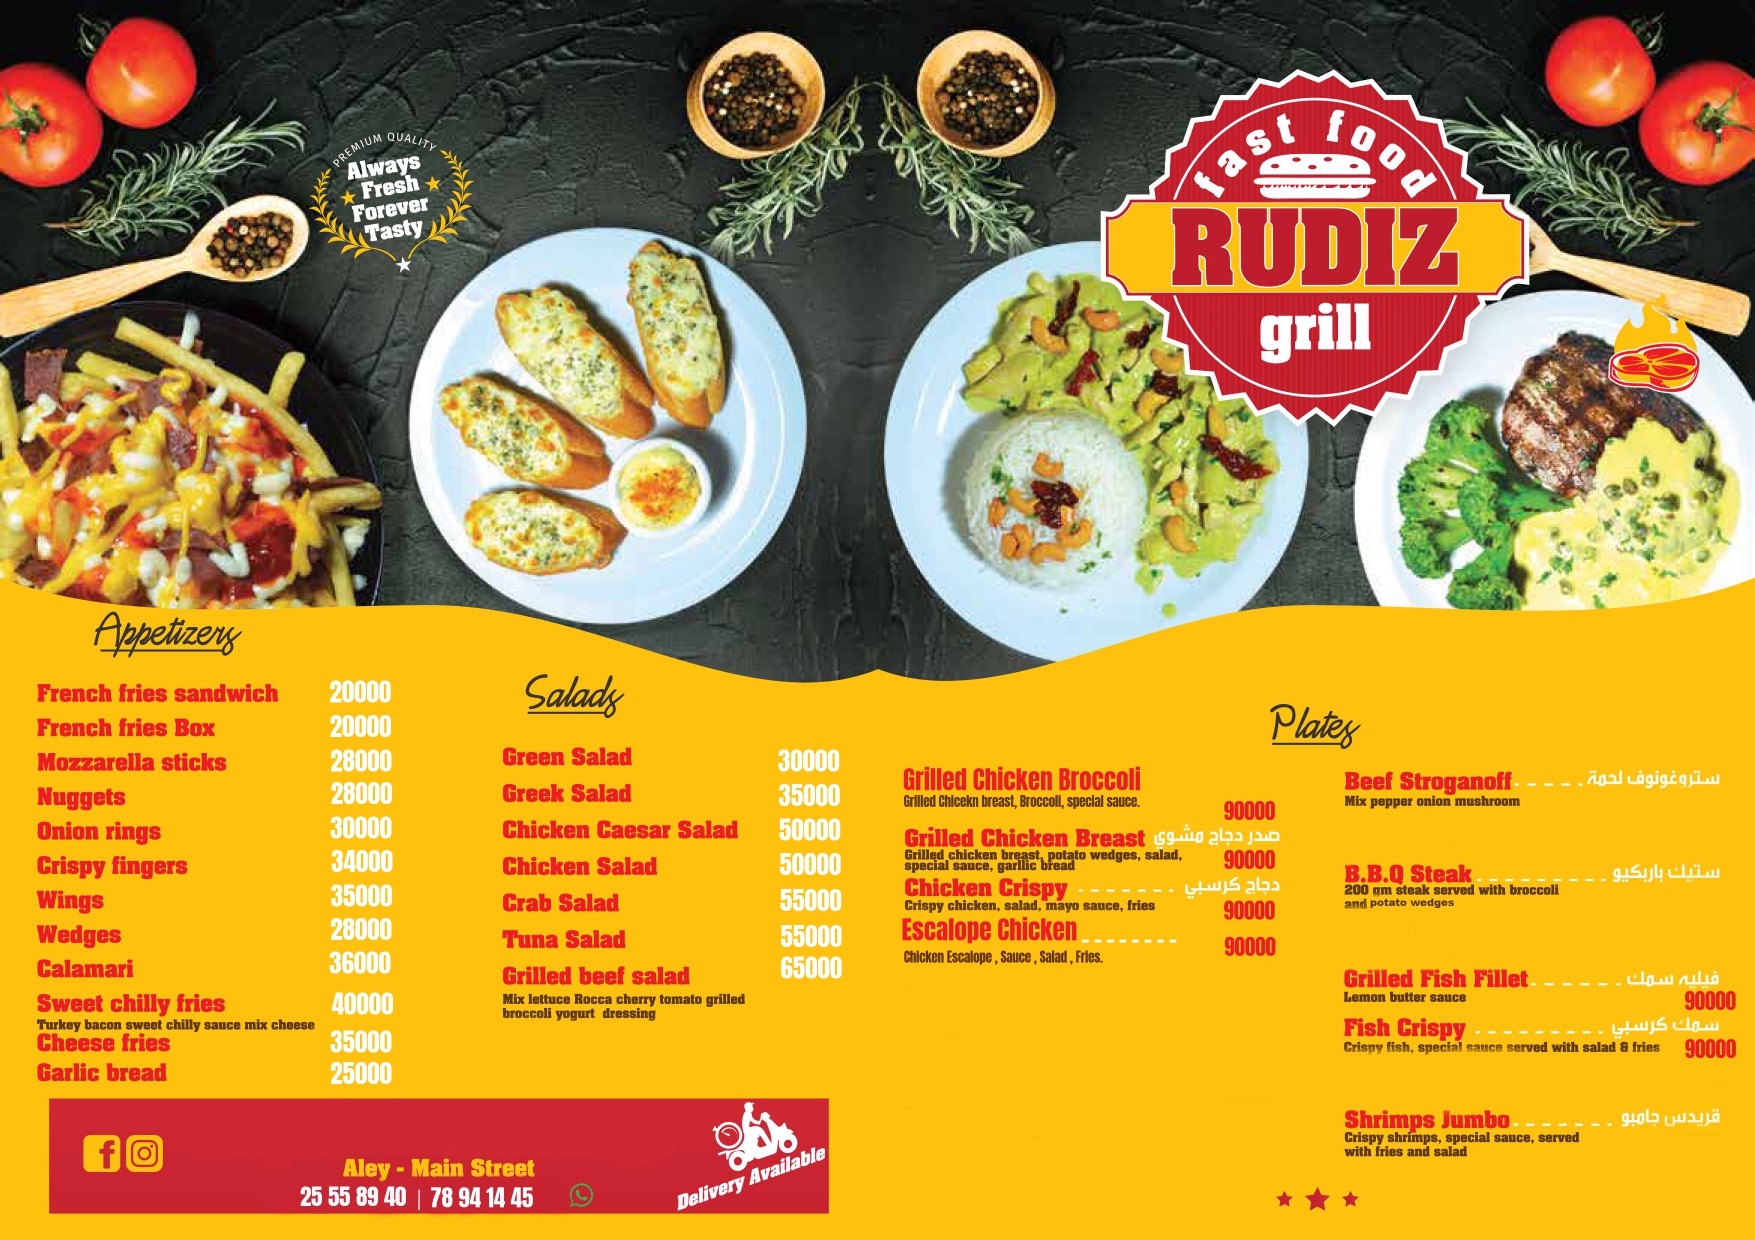 PREMIUM QUALITY
Always
Fresh
Forever
Tasty
fast food
RUDIZ
grill
Appetizers
French fries sandwich 20000
French fries Box 20000
Mozzarella sticks 28000
Nuggets 28000
Onion rings 30000
Crispy fingers 34000
Wings 35000
Wedges 28000
Calamari 36000
Sweet chilly fries 40000
Turkey bacon sweet chilly sauce mix cheese
Cheese fries 35000
Garlic bread 25000
Salads
Green Salad 30000
Greek Salad 35000
Chicken Caesar Salad 50000
Chicken Salad 50000
Crab Salad 55000
Tuna Salad 55000
Grilled beef salad 65000
Mix lettuce Rocca cherry tomato grilled
broccoli yogurt dressing
Plates
Grilled Chicken Broccoli
Grilled Chicekn breast, Broccoli, special sauce.
90000
Grilled Chicken Breast صدر دجاج مشوي
Grilled chicken breast, potato wedges, salad,
special sauce, garllic bread 90000
Chicken Crispy - - - - - - - دجاج كرسبي
Crispy chicken, salad, mayo sauce, fries 90000
Escalope Chicken - - - - - - - -
90000
Chicken Escalope , Sauce , Salad , Fries.
Beef Stroganoff - - - - - ستروغونوف لحمة
Mix pepper onion mushroom
B.B.Q Steak - - - - - - - - - ستيك باربكيو
200 gm steak served with broccoli
and potato wedges
Grilled Fish Fillet - - - - - - فيليه سمك
Lemon butter sauce 90000
Fish Crispy - - - - - - - - - سمك كرسبي
Crispy fish, special sauce served with salad & fries 90000
Shrimps Jumbo - - - - - - - قريدس جامبو
Crispy shrimps, special sauce, served
with fries and salad
Aley - Main Street
25 55 89 40 | 78 94 14 45
Delivery Available